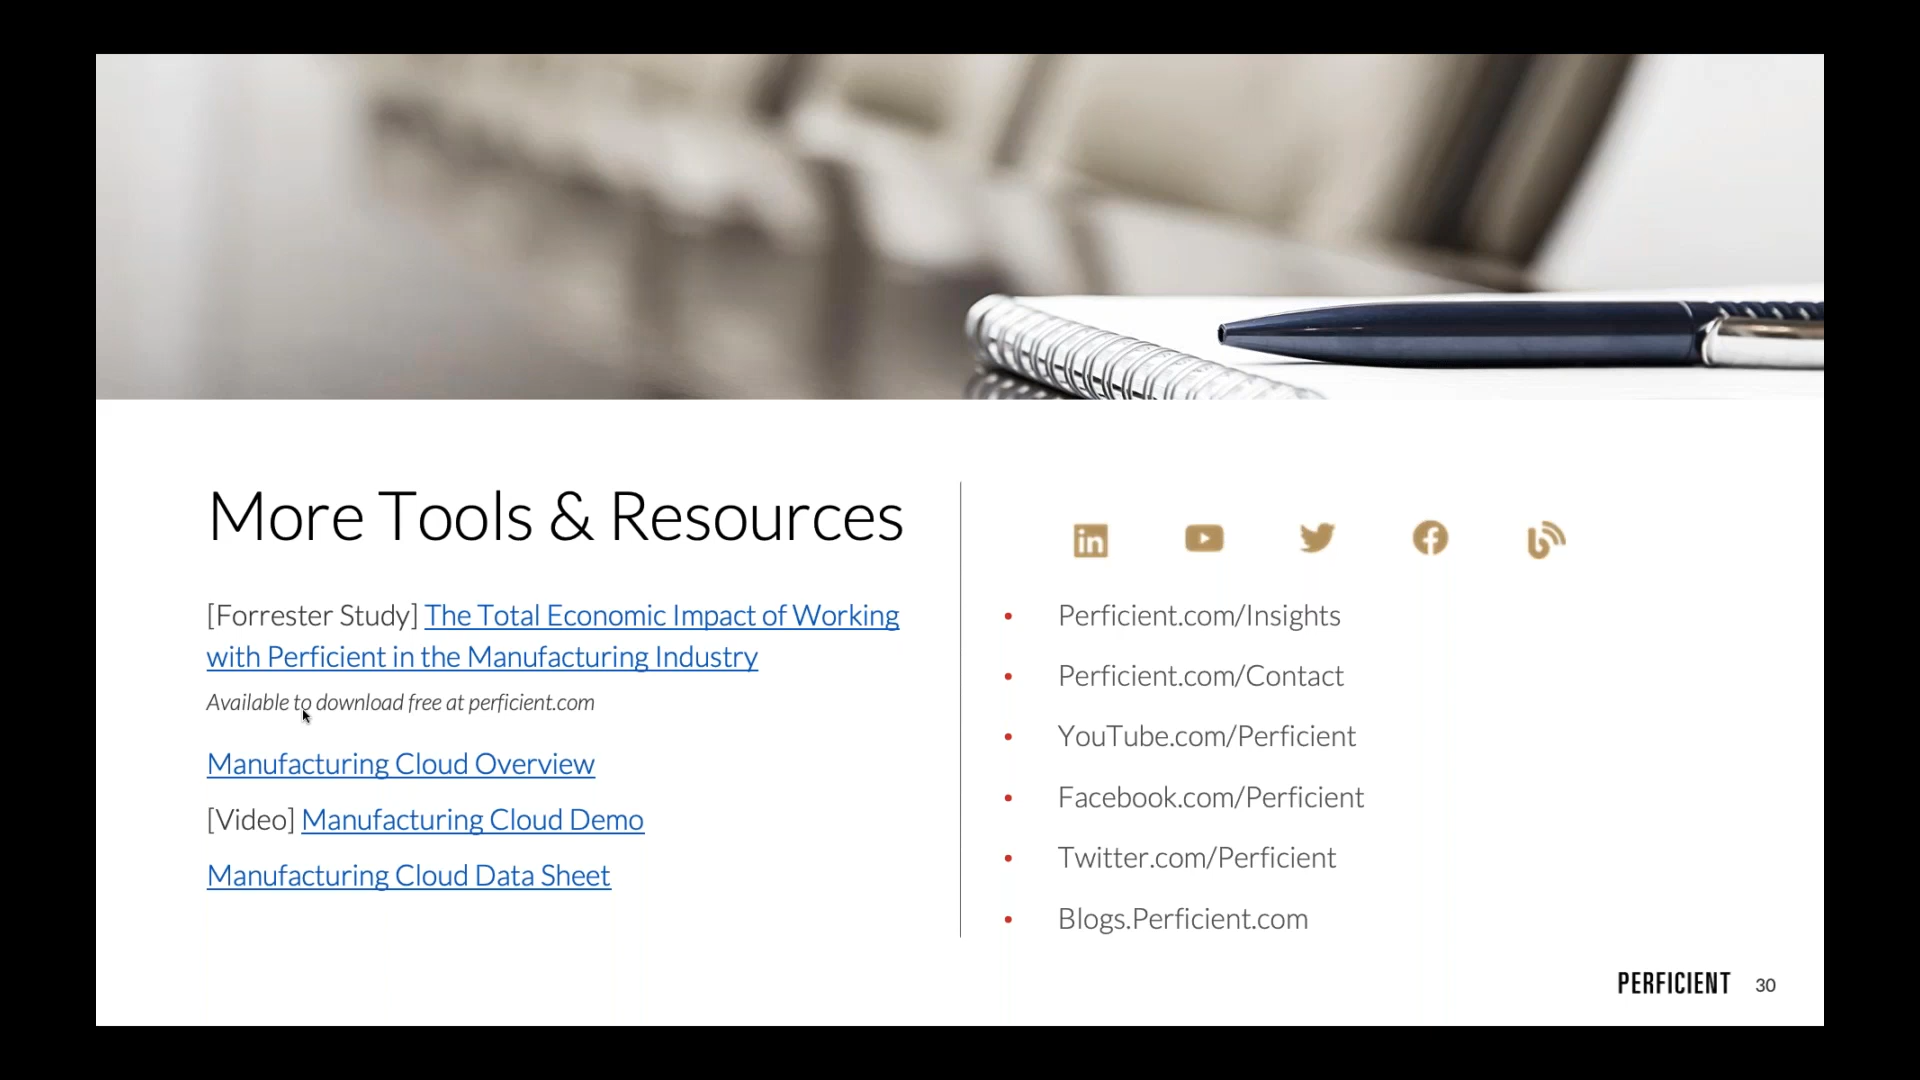 More Tools & Resources
[Forrester Study] The Total Economic Impact of Working
with Perficient in the Manufacturing Industry
Available to download free at perficient.com
Manufacturing Cloud Overview
[Video] Manufacturing Cloud Demo
Manufacturing Cloud Data Sheet
in
Perficient.com/Insights
Perficient.com/Contact
YouTube.com/Perficient
Facebook.com/Perficient
Twitter.com/Perficient
Blogs.Perficient.com
PERFICIENT 30